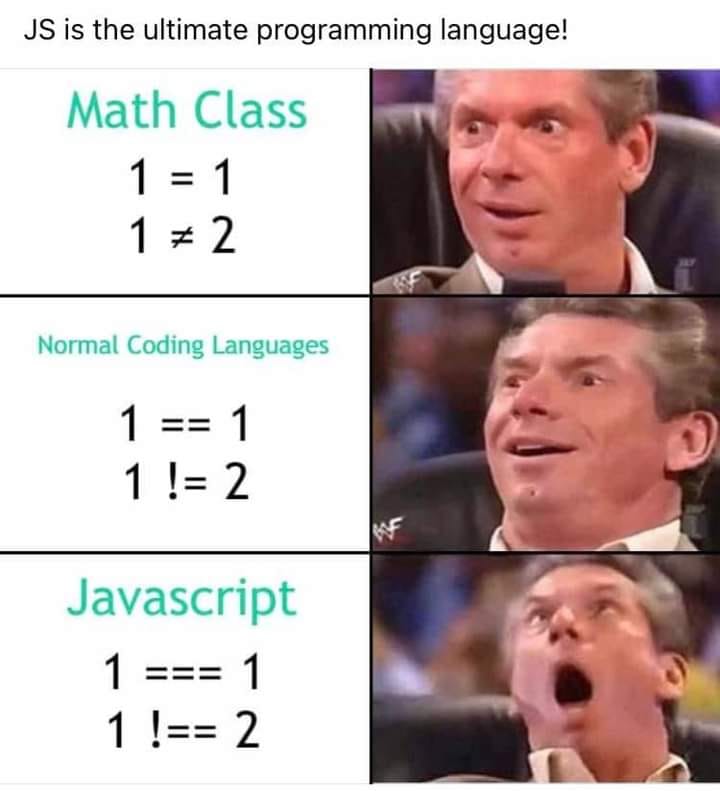 JS is the ultimate programming language!
Math Class
1 = 1
1 ≠ 2
Normal Coding Languages
1 == 1
1 != 2
Javascript
1 === 1
1 !== 2